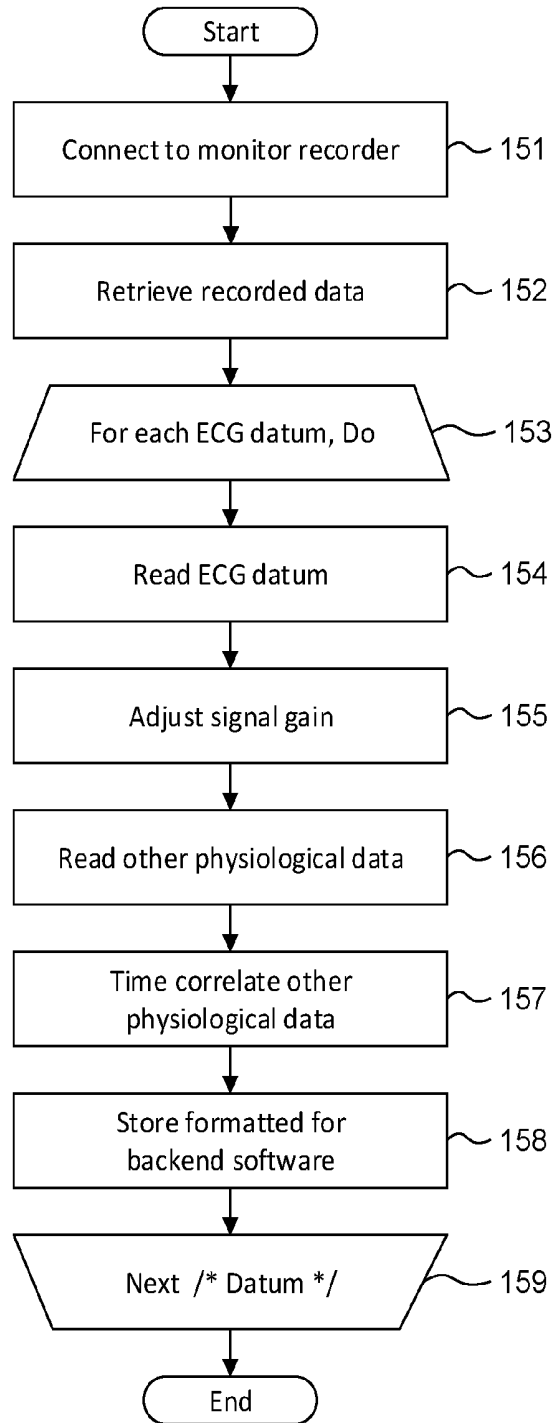 Start
Connect to monitor recorder
151
Retrieve recorded data
152
For each ECG datum, Do
153
Read ECG datum
154
Adjust signal gain
155
Read other physiological data
156
Time correlate other
physiological data
157
Store formatted for
backend software
158
Next /* Datum */
159
End